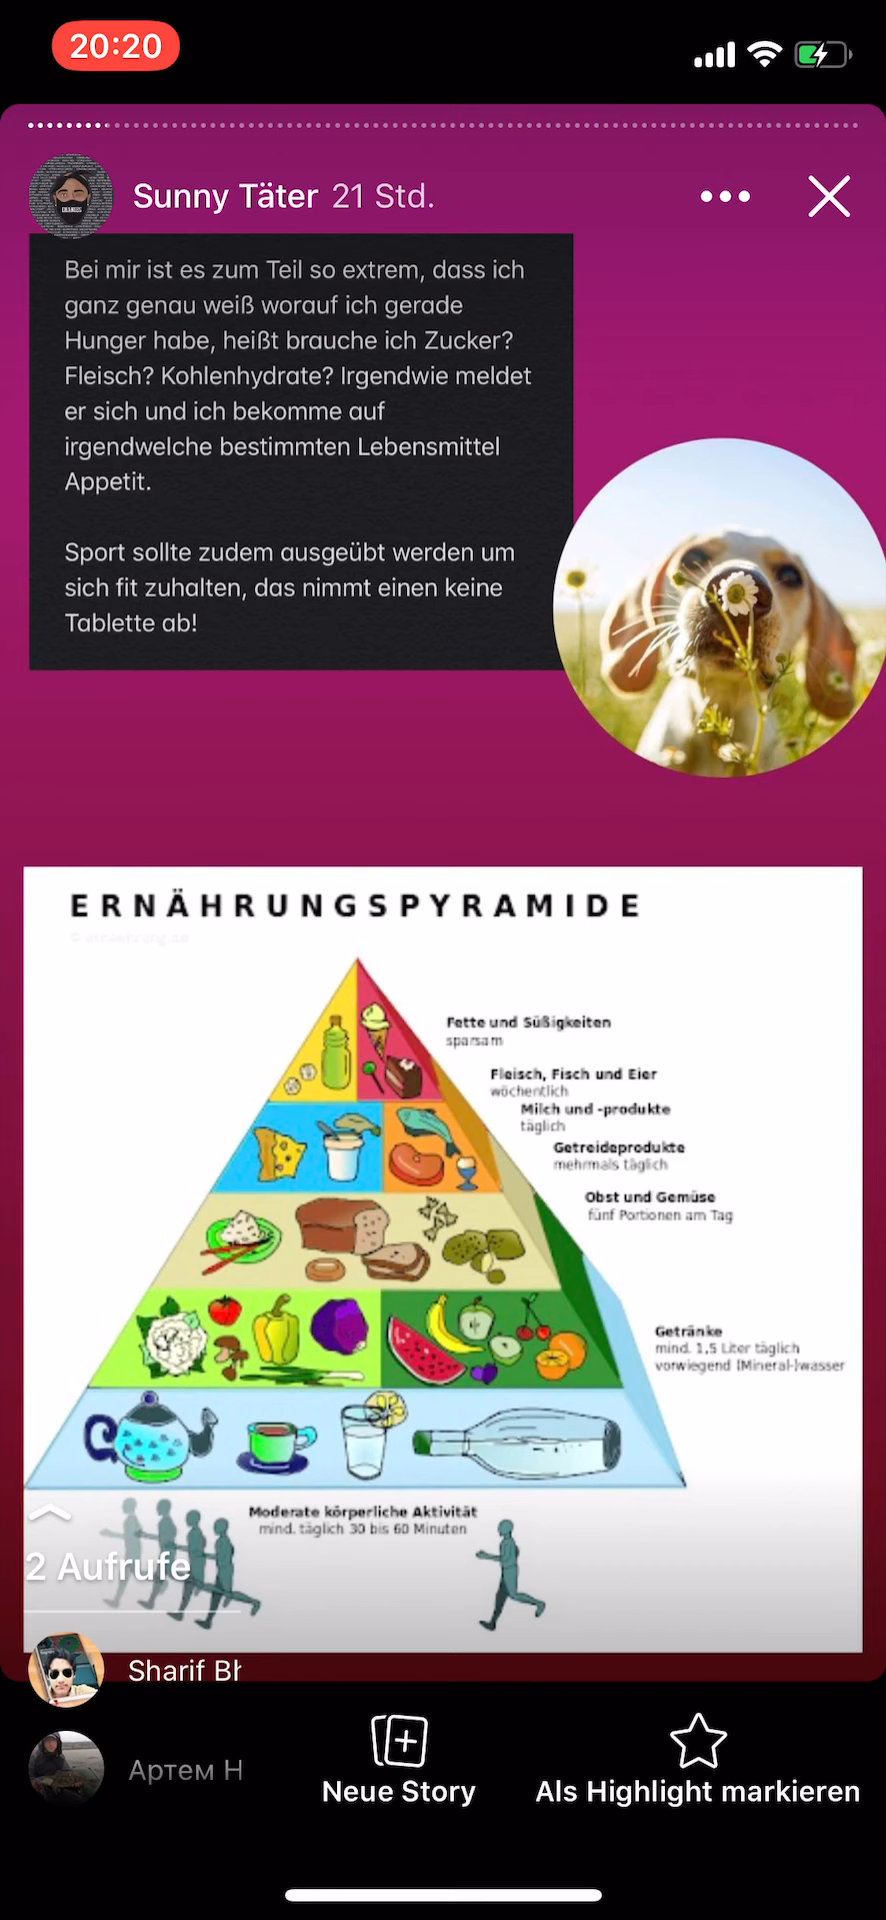 20:20
Sunny Täter 21 Std.
Bei mir ist es zum Teil so extrem, dass ich
ganz genau weiß worauf ich gerade
Hunger habe, heißt brauche ich Zucker?
Fleisch? Kohlenhydrate? Irgendwie meldet
er sich und ich bekomme auf
irgendwelche bestimmten Lebensmittel
Appetit.
Sport sollte zudem ausgeübt werden um
sich fit zuhalten, das nimmt einen keine
Tablette ab!
ERNÄHRUNGSPYRAMIDE
Fette und Süßigkeiten
sparsam
Fleisch, Fisch und Eier
wöchentlich
Milch und -produkte
täglich
Getreideprodukte
mehrmals täglich
Obst und Gemüse
fünf Portionen am Tag
Getränke
mind. 1,5 Liter täglich
vorwiegend (Mineral-)wasser
Moderate körperliche Aktivität
mind. täglich 30 bis 60 Minuten
2 Aufrufe
Sharif
Артем Н
Neue Story
Als Highlight markieren